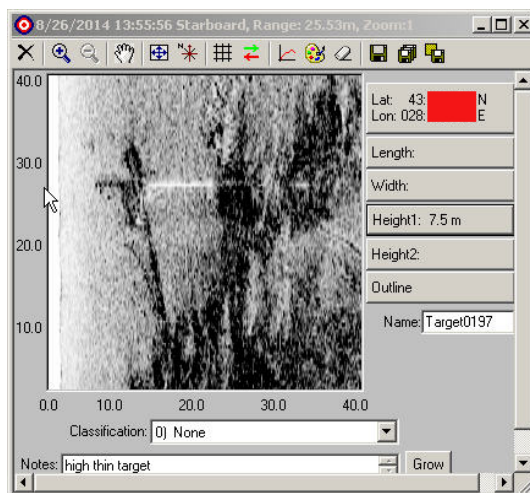 8/26/2014 13:55:56 Starboard, Range: 25.53m, Zoom:1
N
40.0
30.0
20.0
10.0
0.0 10.0 20.0 30.0 40.0
Lat: 43: N
Lon: 028: E
Length:
Width:
Height1: 7.5 m
Height2:
Outline
Name: Target0197
Classification: 0) None
Notes: high thin target Grow